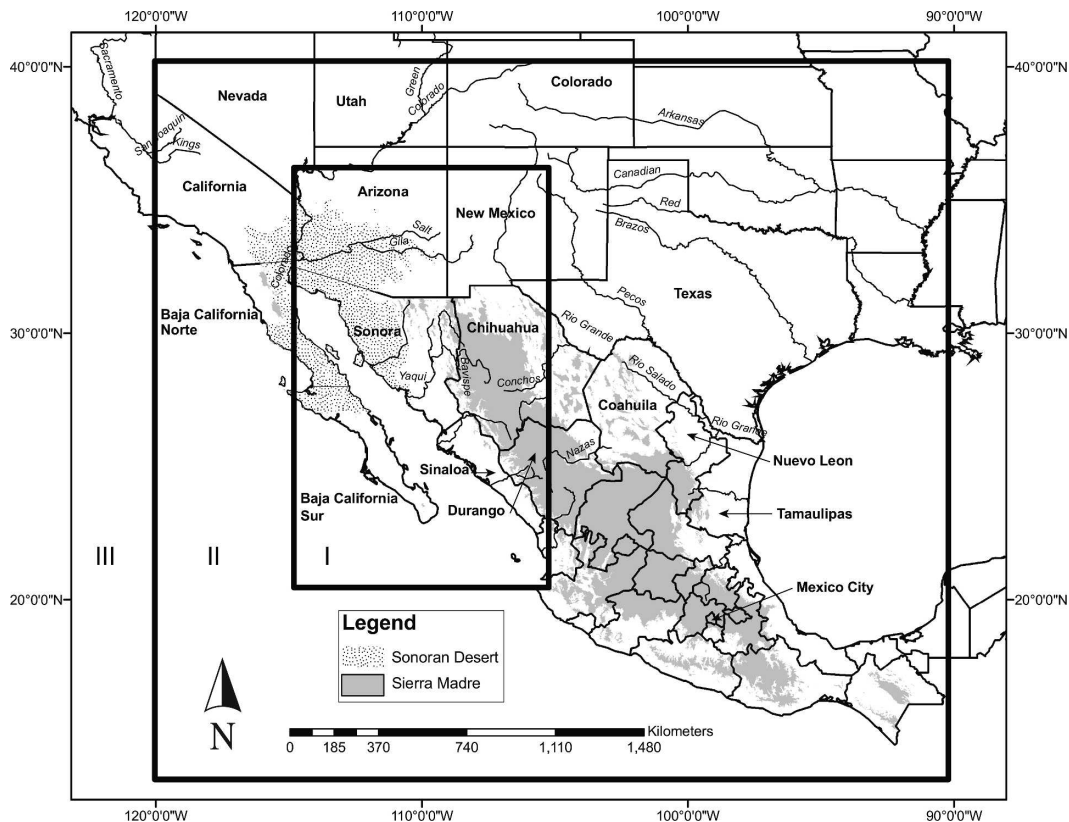 120°0'0"W 110°0'0"W 100°0'0"W 90°0'0"W
40°0'0"N
40°0'0"N
Sacramento
Nevada
Utah
Green
Colorado
Colorado
Arkansas
San Joaquin
Kings
California
Arizona
New Mexico
Canadian
Red
Brazos
Salt
Gila
Colorado
Texas
Pecos
Baja California
Norte
30°0'0"N
30°0'0"N
Sonora
Chihuahua
Rio Grande
Yaqui
Bavispe
Conchos
Rio Salado
Coahuila
Rio Grande
Nuevo Leon
Nazas
Sinaloa
Durango
Baja California
Sur
Tamaulipas
III
II
I
Mexico City
20°0'0"N
20°0'0"N
Legend
Sonoran Desert
Sierra Madre
N
Kilometers
0 185 370 740 1,110 1,480
120°0'0"W 110°0'0"W 100°0'0"W 90°0'0"W